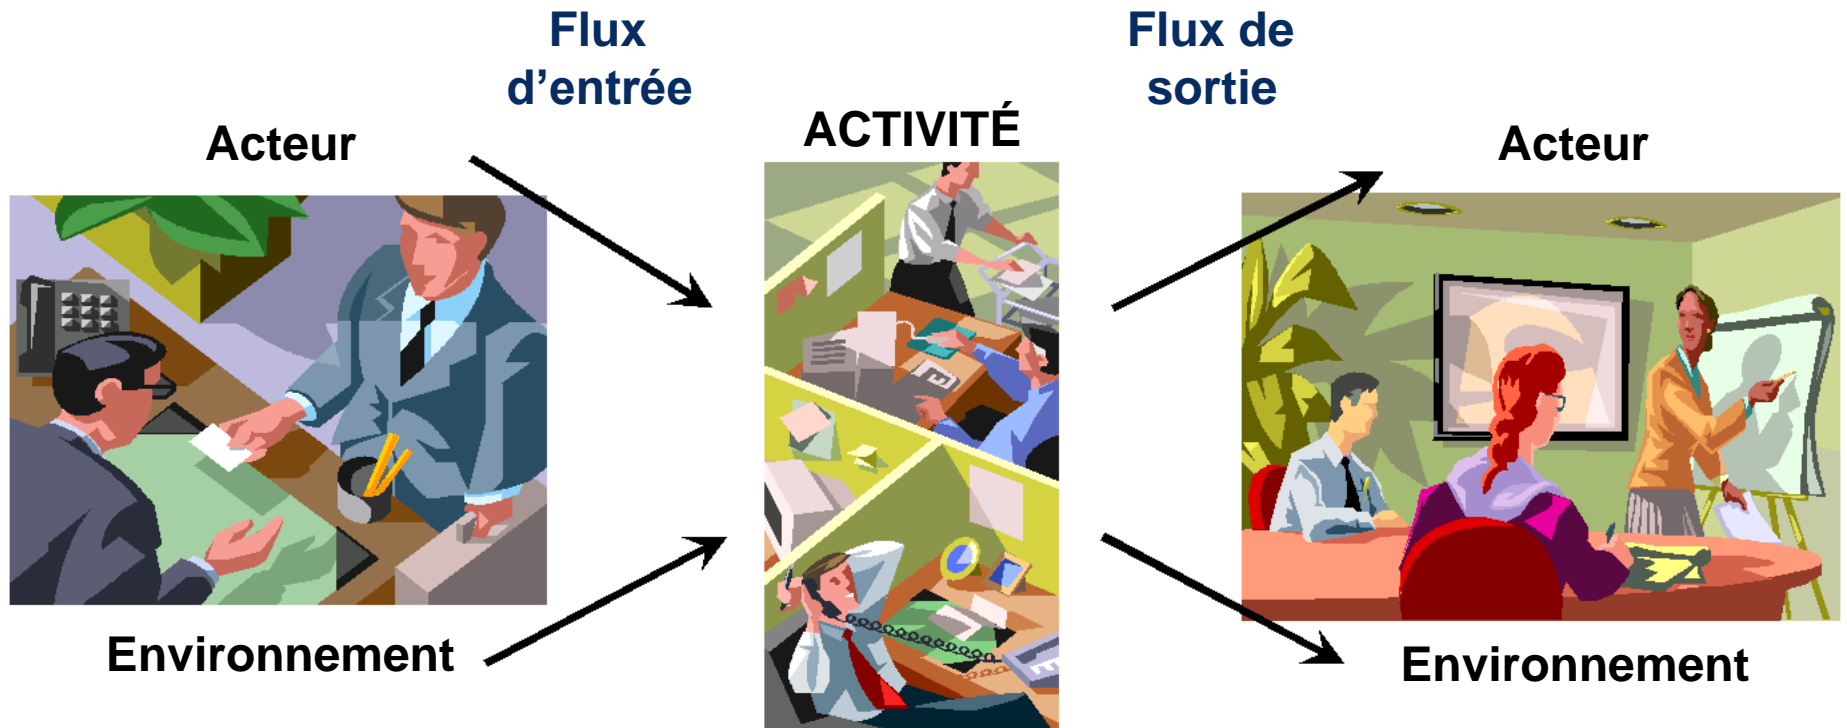 Flux
d’entrée
Flux de
sortie
ACTIVITÉ
Acteur
Acteur
Environnement
Environnement